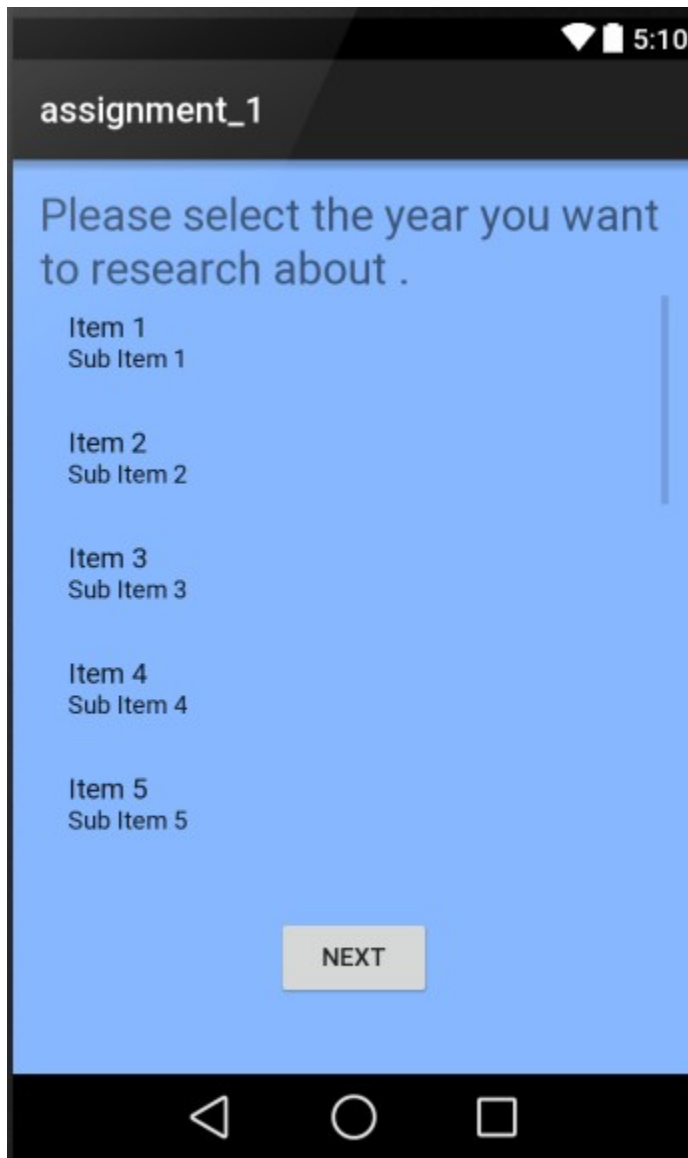 5:10
assignment_1
Please select the year you want
to research about .
Item 1
Sub Item 1
Item 2
Sub Item 2
Item 3
Sub Item 3
Item 4
Sub Item 4
Item 5
Sub Item 5
NEXT